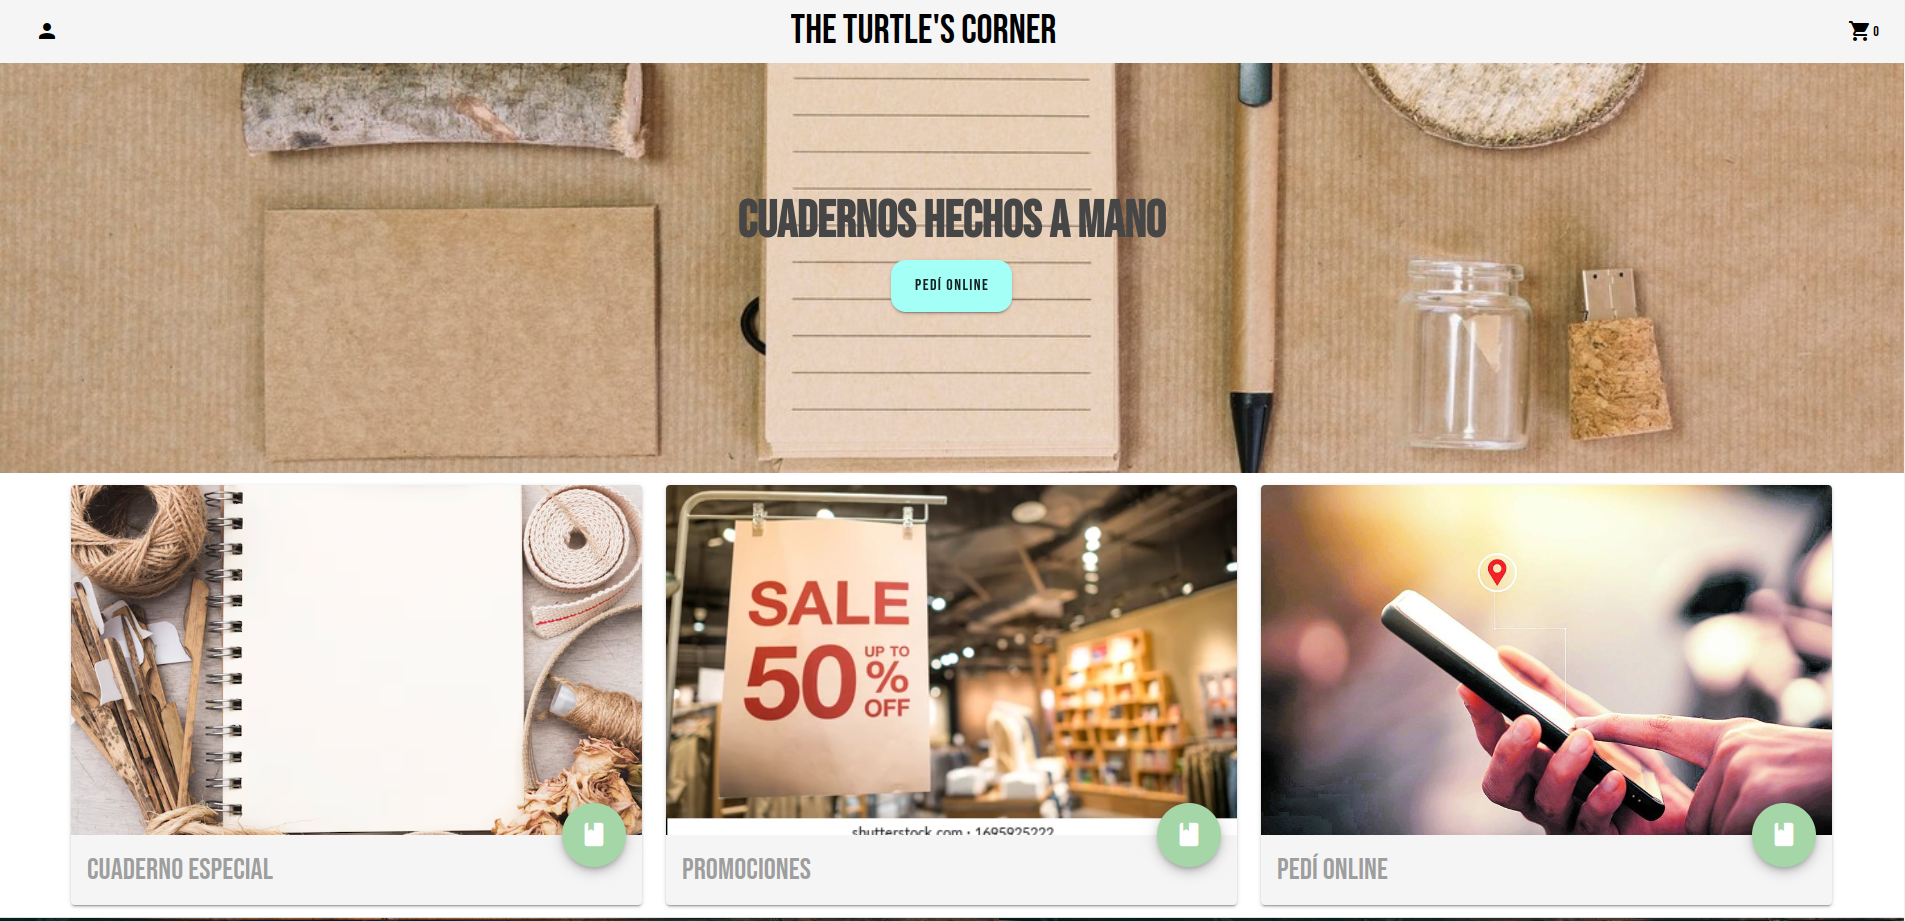 THE TURTLE'S CORNER
0
CUADERNOS HECHOS A MANO
PEDÍ ONLINE
SALE
50
UP TO
%
OFF
shutterstock.com · 1695925222
CUADERNO ESPECIAL
PROMOCIONES
PEDÍ ONLINE